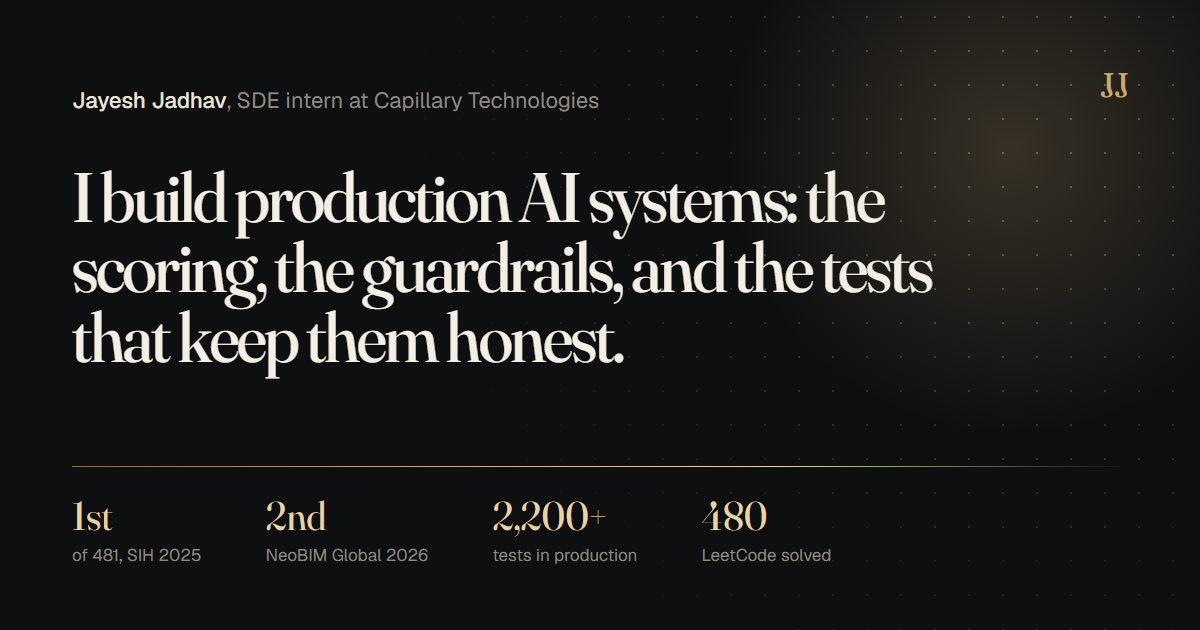 JJ
Jayesh Jadhav, SDE intern at Capillary Technologies
I build production AI systems: the
scoring, the guardrails, and the tests
that keep them honest.
1st
of 481, SIH 2025
2nd
NeoBIM Global 2026
2,200+
tests in production
480
LeetCode solved